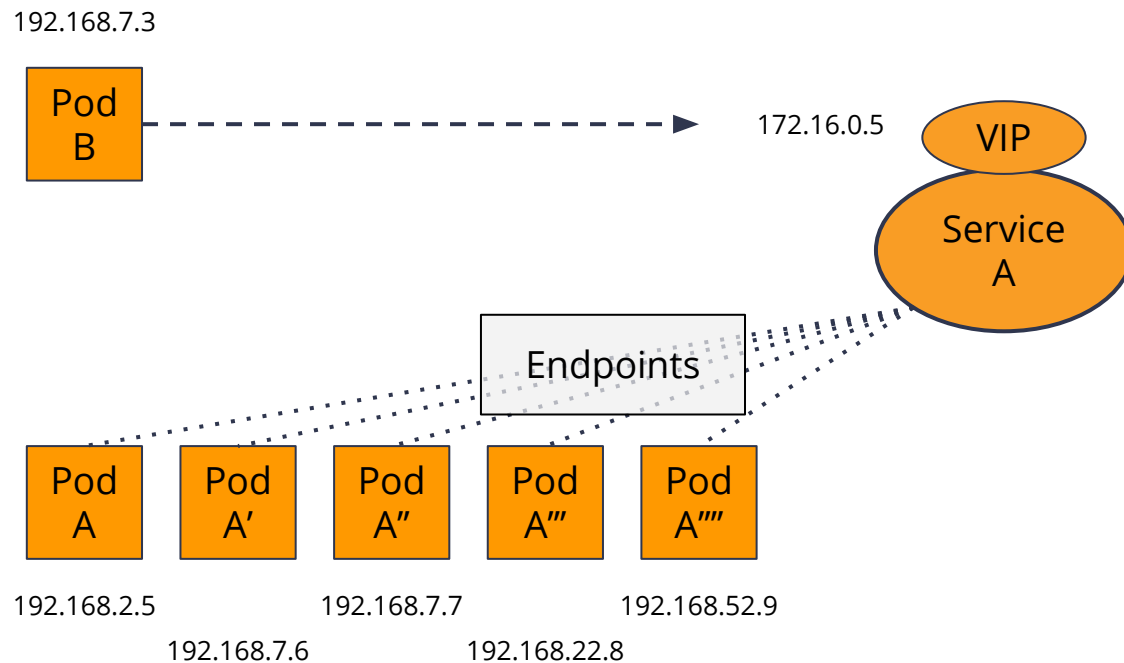 192.168.7.3
Pod
B
172.16.0.5
VIP
Service
A
Endpoints
Pod
A
Pod
A’
Pod
A’’
Pod
A’’’
Pod
A’’’’
192.168.2.5
192.168.7.6
192.168.7.7
192.168.22.8
192.168.52.9